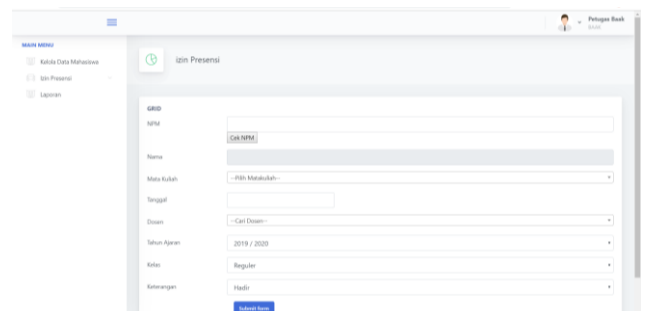 Petugas Baak
BAAK
MAIN MENU
Kelola Data Mahasiswa
Izin Presensi
Laporan
izin Presensi
GRID
NPM
Cek NPM
Nama
Mata Kuliah
--Pilih Matakuliah--
Tanggal
Dosen
--Cari Dosen--
Tahun Ajaran
2019 / 2020
Kelas
Reguler
Keterangan
Hadir
Submit form